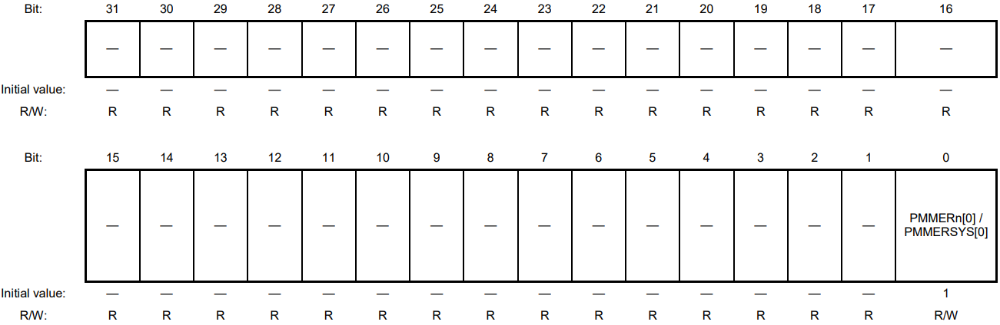 Bit: 31 30 29 28 27 26 25 24 23 22 21 20 19 18 17 16
— — — — — — — — — — — — — — — —
Initial value: — — — — — — — — — — — — — — — —
R/W: R R R R R R R R R R R R R R R R
Bit: 15 14 13 12 11 10 9 8 7 6 5 4 3 2 1 0
— — — — — — — — — — — — — — — PMMERn[0] /
PMMERSYS[0]
Initial value: — — — — — — — — — — — — — — — 1
R/W: R R R R R R R R R R R R R R R R/W